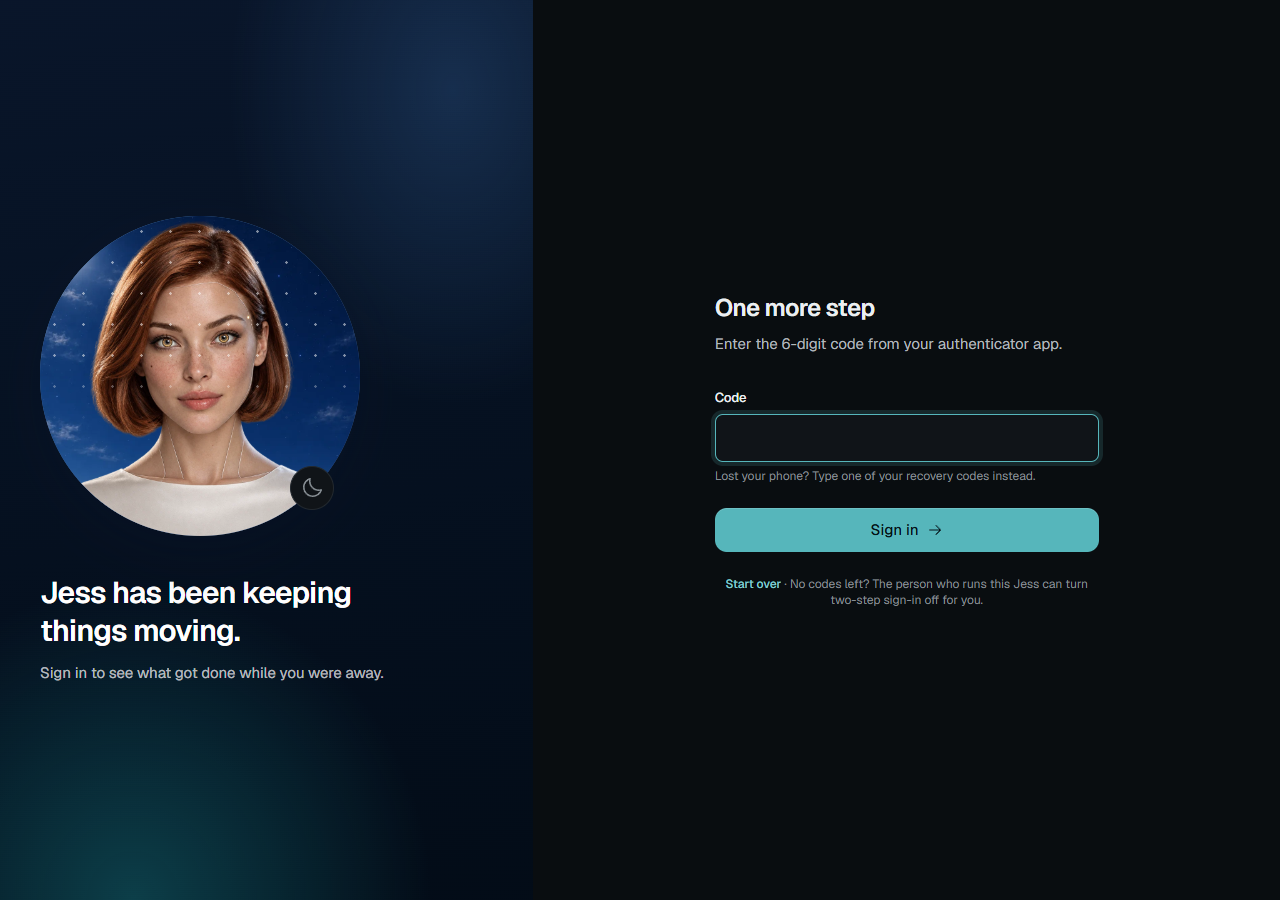 Jess has been keeping
things moving.
Sign in to see what got done while you were away.
One more step
Enter the 6-digit code from your authenticator app.
Code
Lost your phone? Type one of your recovery codes instead.
Sign in →
Start over · No codes left? The person who runs this Jess can turn
two-step sign-in off for you.